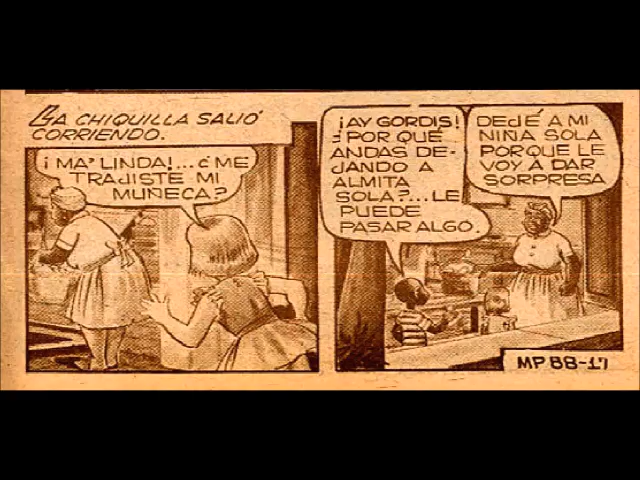 LA CHIQUILLA SALIÓ
CORRIENDO.
¡MA' LINDA!...¿ME
TRAJISTE MI
MUÑECA?
¡AY GORDIS!
¿POR QUÉ
ANDAS DE-
JANDO A
ALMITA
SOLA?...LE
PUEDE
PASAR ALGO.
DEJÉ A MI
NIÑA SOLA
PORQUE LE
VOY A DAR
SORPRESA
MP 88-17